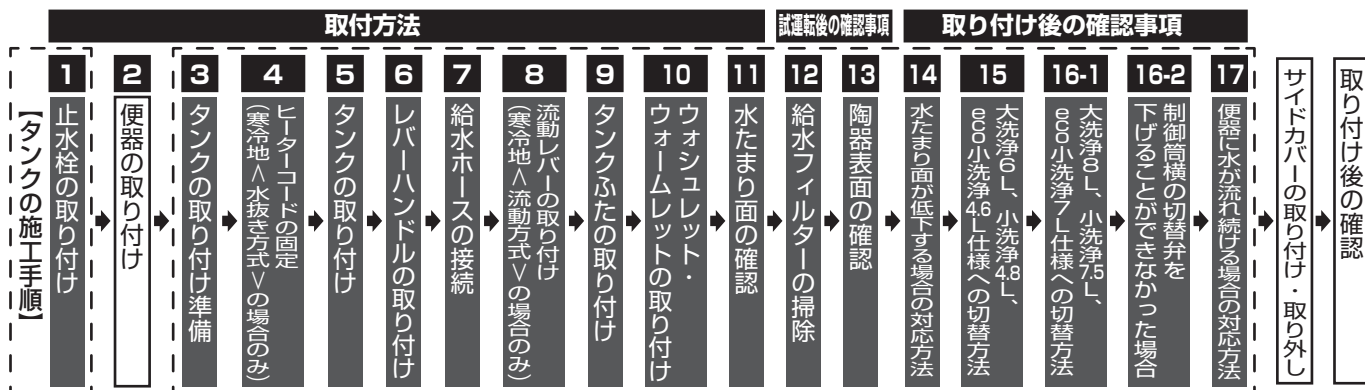 取付方法
試運転後の確認事項
取り付け後の確認事項
【タンクの施工手順】
1
止水栓の取り付け
2
便器の取り付け
3
タンクの取り付け準備
4
ヒーターコードの固定
(寒冷地<水抜き方式>の場合のみ)
5
タンクの取り付け
6
レバーハンドルの取り付け
7
給水ホースの接続
8
流動レバーの取り付け
(寒冷地<流動方式>の場合のみ)
9
タンクふたの取り付け
10
ウォシュレット・
ウォームレットの取り付け
11
水たまり面の確認
12
給水フィルターの掃除
13
陶器表面の確認
14
水たまり面が低下する場合の対応方法
15
大洗浄6L、小洗浄4.8L、
eco小洗浄4.6L仕様への切替方法
16-1
大洗浄8L、小洗浄7.5L、
eco小洗浄7L仕様への切替方法
16-2
制御筒横の切替弁を
下げることができなかった場合
17
便器に水が流れ続ける場合の対応方法
サイドカバーの取り付け・取り外し
取り付け後の確認